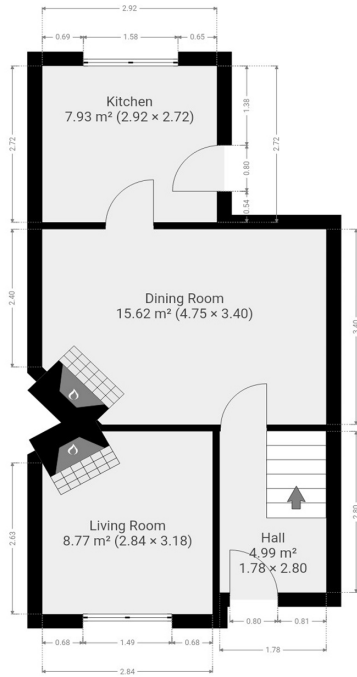 2.92
0.69 1.58 0.65
Kitchen
7.93 m² (2.92 × 2.72)
2.72
1.38
0.80
0.54
2.72
Dining Room
15.62 m² (4.75 × 3.40)
2.40
3.40
Living Room
8.77 m² (2.84 × 3.18)
2.63
Hall
4.99 m²
1.78 × 2.80
2.80
0.68 1.49 0.68
0.80 0.81
1.78
2.84